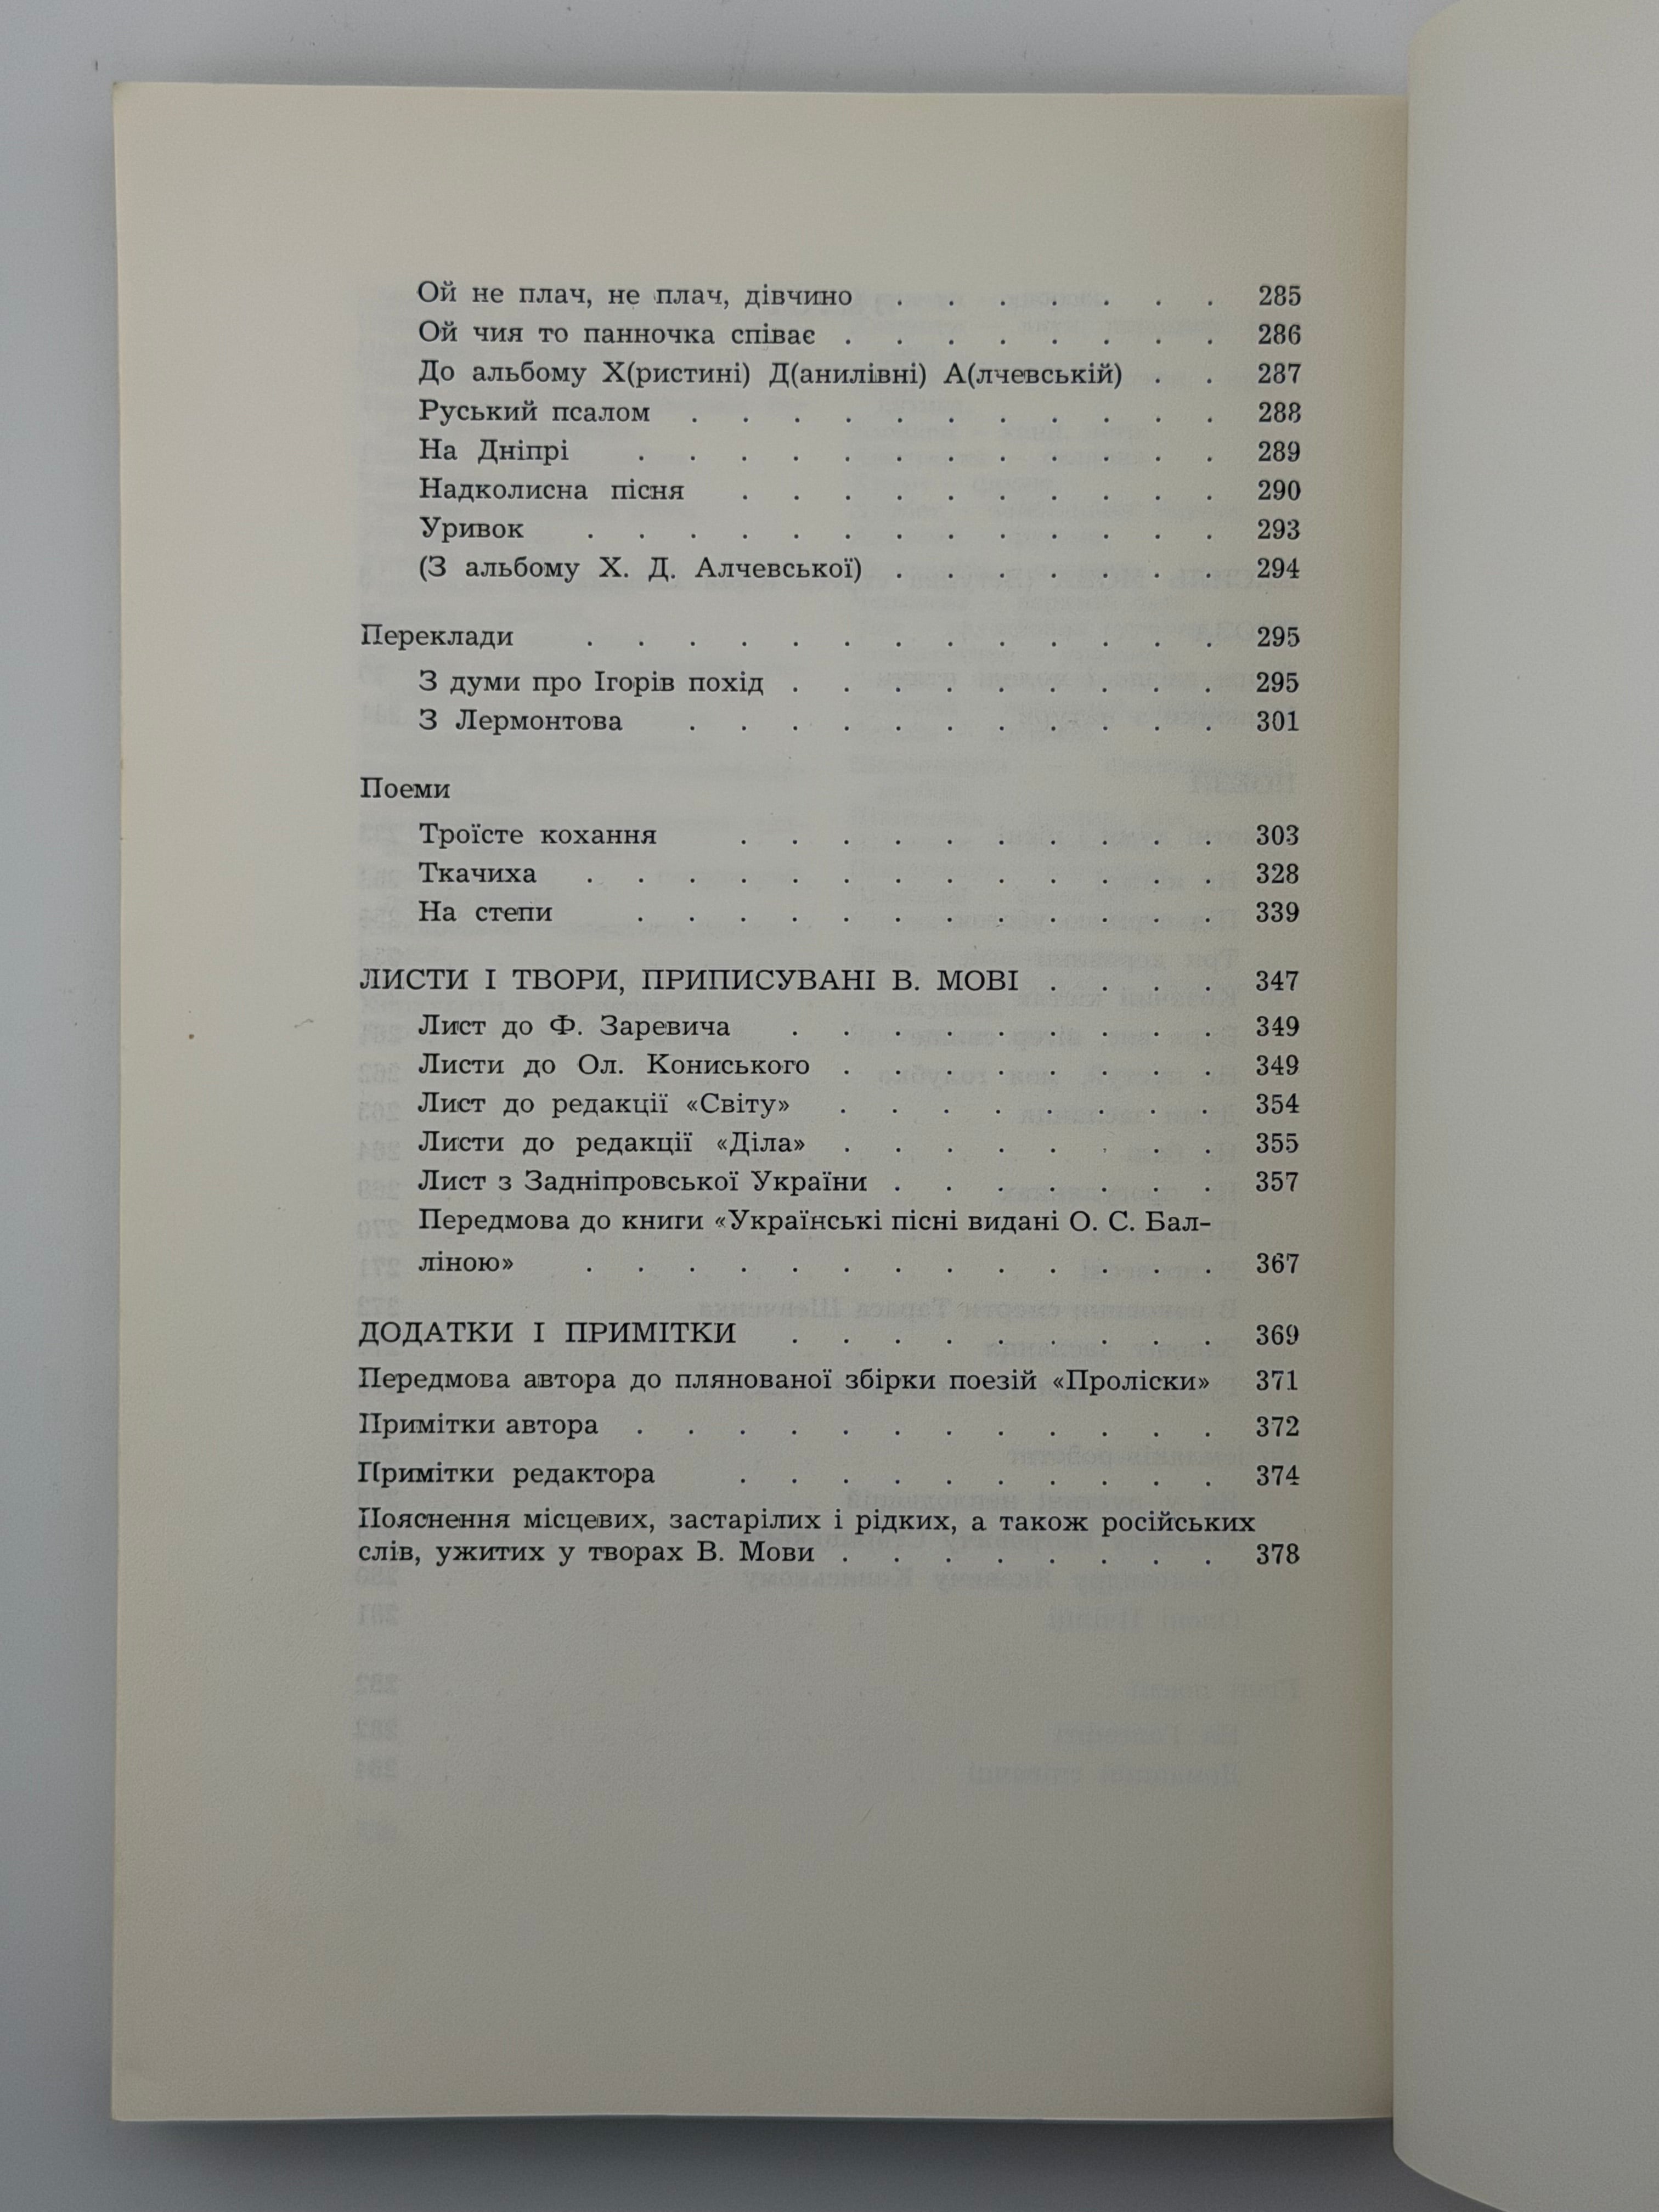 Ой не плач, не плач, дівчино . . . . . . . 285
Ой чия то панночка співає . . . . . . . . 286
До альбому Х(ристині) Д(анилівні) А(лчевській) . . 287
Руський псалом . . . . . . . . . . . 288
На Дніпрі . . . . . . . . . . . . 289
Надколисна пісня . . . . . . . . . . 290
Уривок . . . . . . . . . . . . . 293
(З альбому Х. Д. Алчевської) . . . . . . . 294
Переклади . . . . . . . . . . . . . 295
З думи про Ігорів похід . . . . . . . . . 295
З Лермонтова . . . . . . . . . . . 301
Поеми
Троїсте кохання . . . . . . . . . . 303
Ткачиха . . . . . . . . . . . . . 328
На степи . . . . . . . . . . . . 339
ЛИСТИ І ТВОРИ, ПРИПИСУВАНІ В. МОВІ . . . . 347
Лист до Ф. Заревича . . . . . . . . . 349
Листи до Ол. Кониського . . . . . . . . 349
Лист до редакції «Світу» . . . . . . . . 354
Листи до редакції «Діла» . . . . . . . . 355
Лист з Задніпровської України . . . . . . . 357
Передмова до книги «Українські пісні видані О. С. Бал-
ліною» . . . . . . . . . . . . . 367
ДОДАТКИ І ПРИМІТКИ . . . . . . . . . 369
Передмова автора до плянованої збірки поезій «Проліски» 371
Примітки автора . . . . . . . . . . . . 372
Примітки редактора . . . . . . . . . . 374
Пояснення місцевих, застарілих і рідких, а також російських
слів, ужитих у творах В. Мови . . . . . . . . 378